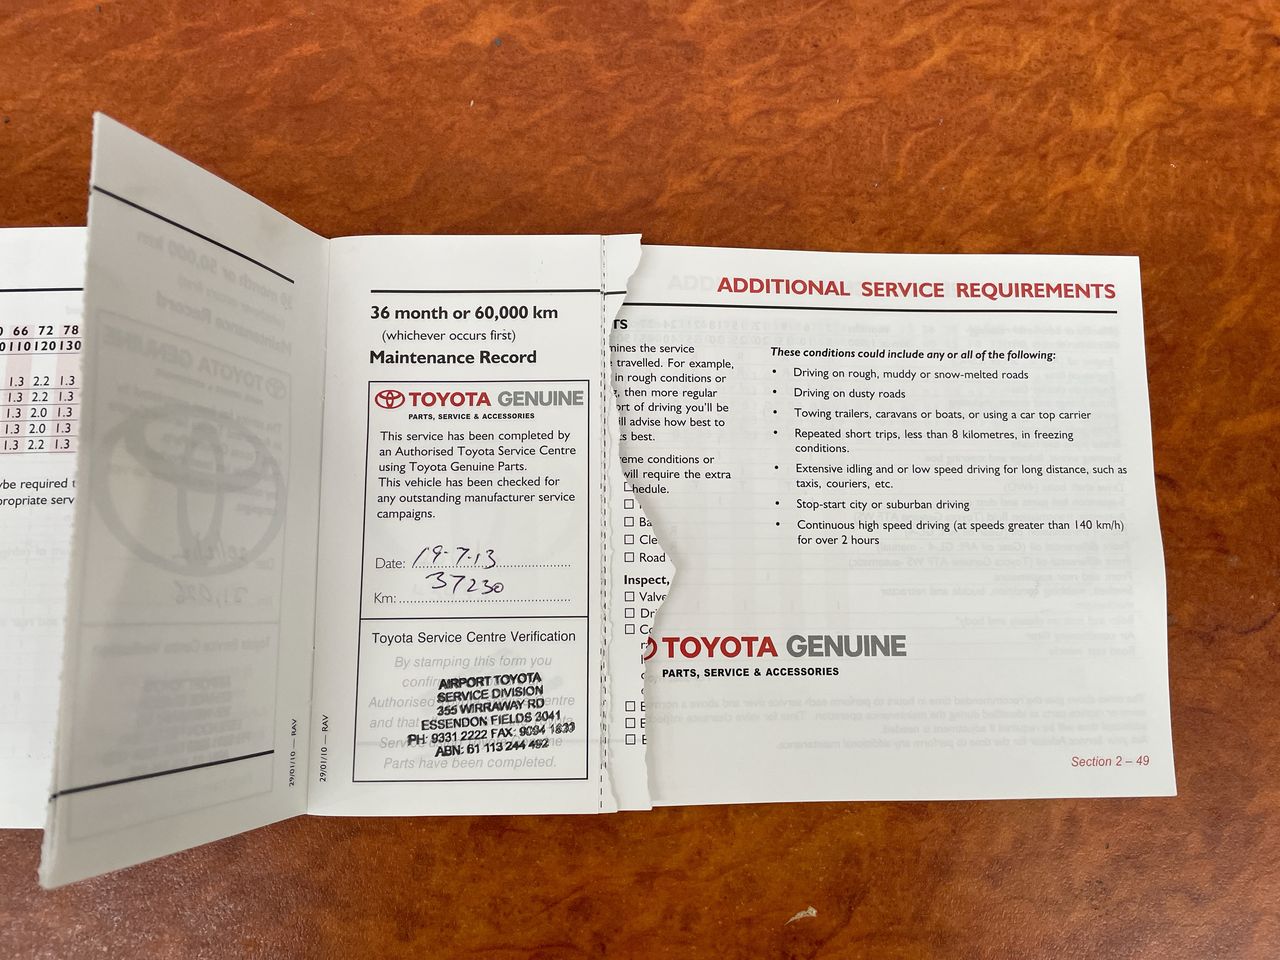 66 72 78
110 120 130
1.3 2.2 1.3
1.3 2.2 1.3
1.3 2.0 1.3
1.3 2.0 1.3
1.3 2.2 1.3
required
serv
29/01/10 — RAV
29/01/10 — RAV
36 month or 60,000 km
(whichever occurs first)
Maintenance Record
TOYOTA GENUINE
PARTS, SERVICE & ACCESSORIES
This service has been completed by
an Authorised Toyota Service Centre
using Toyota Genuine Parts.
This vehicle has been checked for
any outstanding manufacturer service
campaigns.
Date: 19-7-13
Km: 37230
Toyota Service Centre Verification
By stamping this form you
Authorised
and that
Parts have been completed.
AIRPORT TOYOTA
SERVICE DIVISION
355 WIRRAWAY RD
ESSENDON FIELDS 3041
PH: 9331 2222 FAX: 9094 1833
ABN: 61 113 244 492
Road
Inspect,
ADDITIONAL SERVICE REQUIREMENTS
the service
travelled. For example,
in rough conditions or
then more regular
of driving you'll be
advise how best to
best.
conditions or
will require the extra
These conditions could include any or all of the following:
• Driving on rough, muddy or snow-melted roads
• Driving on dusty roads
• Towing trailers, caravans or boats, or using a car top carrier
• Repeated short trips, less than 8 kilometres, in freezing
conditions.
• Extensive idling and or low speed driving for long distance, such as
taxis, couriers, etc.
• Stop-start city or suburban driving
• Continuous high speed driving (at speeds greater than 140 km/h)
for over 2 hours
TOYOTA GENUINE
PARTS, SERVICE & ACCESSORIES
Section 2 – 49